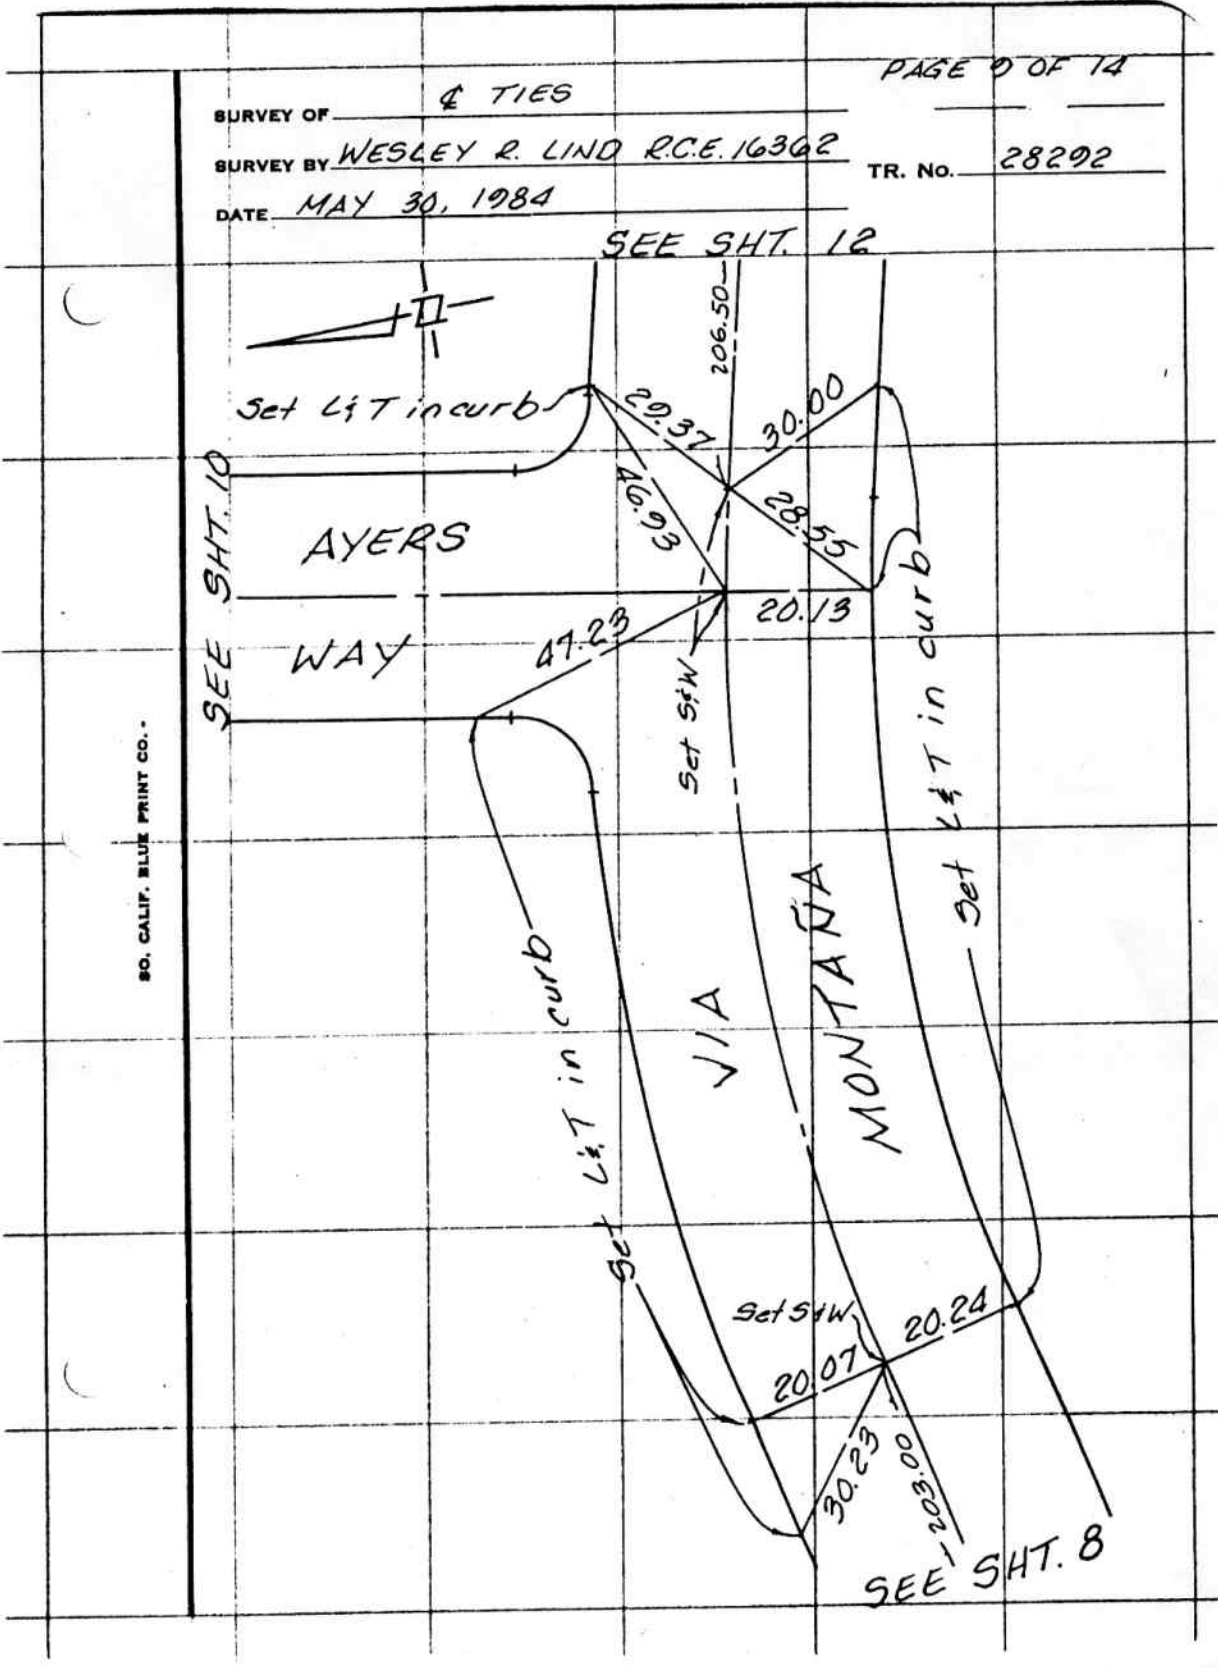 PAGE 9 OF 14
SURVEY OF ℄ TIES
SURVEY BY WESLEY R. LIND R.C.E. 16362
TR. No. 28292
DATE MAY 30, 1984
SEE SHT. 12
206.50
Set L&T in curb
29.37
30.00
46.93
28.55
SEE SHT. 10
AYERS
WAY
20.13
47.23
Set S&W
Set L&T in curb
SO. CALIF. BLUE PRINT CO.
Set L&T in curb
VIA
MONTAÑA
Set S&W
20.24
20.07
30.23
203.00
SEE SHT. 8